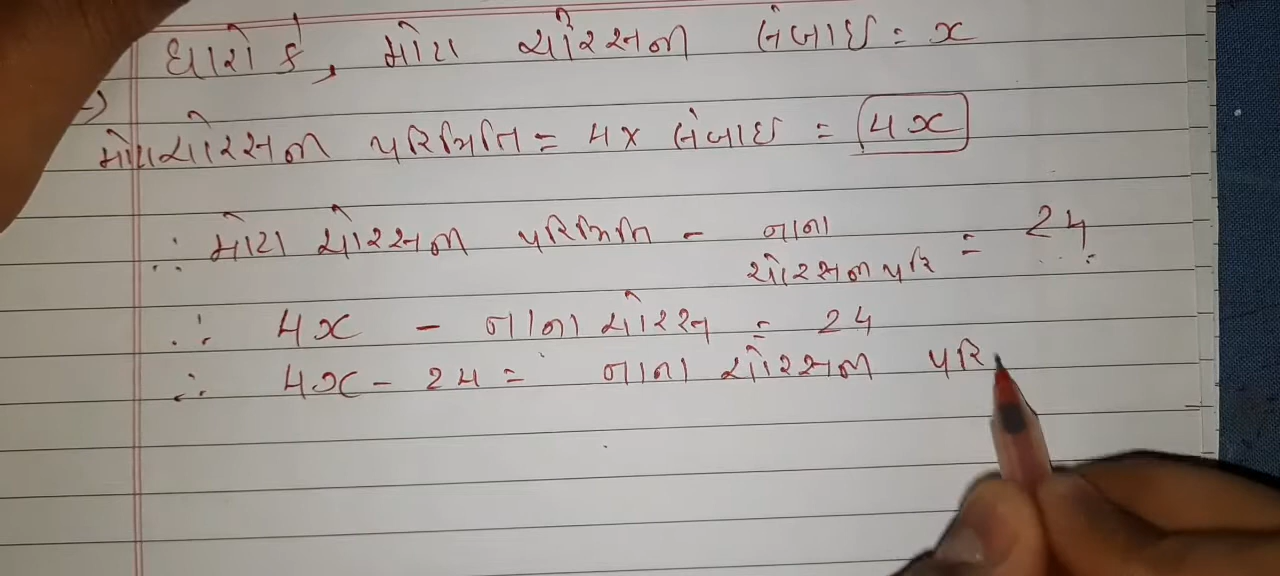 ધારો કે, મોટા ચોરસના લંબાઈ = x
મોટા ચોરસના પરિમિતિ = 4 x લંબાઈ = 4x
∴ મોટા ચોરસના પરિમિતિ - નાના
ચોરસના પરિ = 24
∴ 4x - નાના ચોરસ = 24
∴ 4x - 24 = નાના ચોરસના પરિ